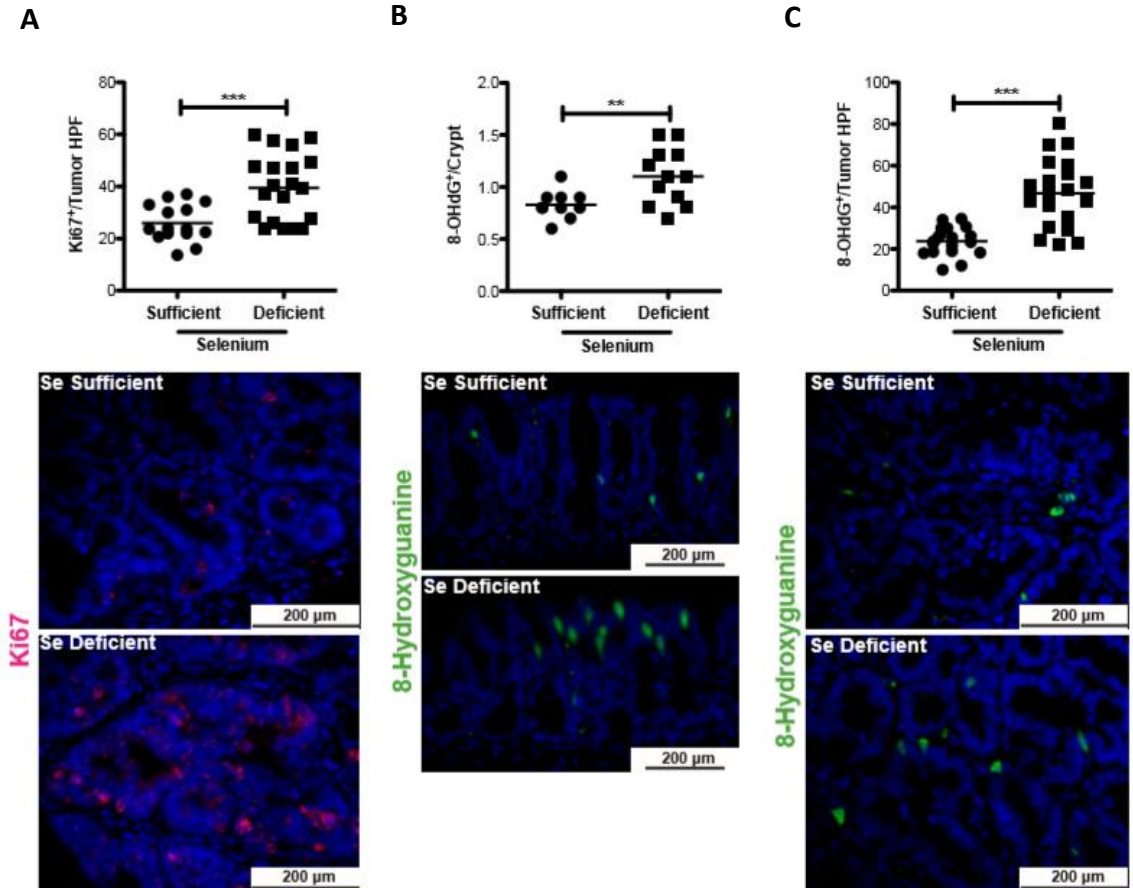 A
B
C
Ki67+/Tumor HPF
80
60
40
20
0
***
Sufficient
Deficient
Selenium
8-OHdG+/Crypt
2.0
1.5
1.0
0.5
0.0
**
Sufficient
Deficient
Selenium
8-OHdG+/Tumor HPF
100
80
60
40
20
0
***
Sufficient
Deficient
Selenium
Ki67
Se Sufficient
200 µm
Se Deficient
200 µm
8-Hydroxyguanine
Se Sufficient
200 µm
Se Deficient
200 µm
8-Hydroxyguanine
Se Sufficient
200 µm
Se Deficient
200 µm